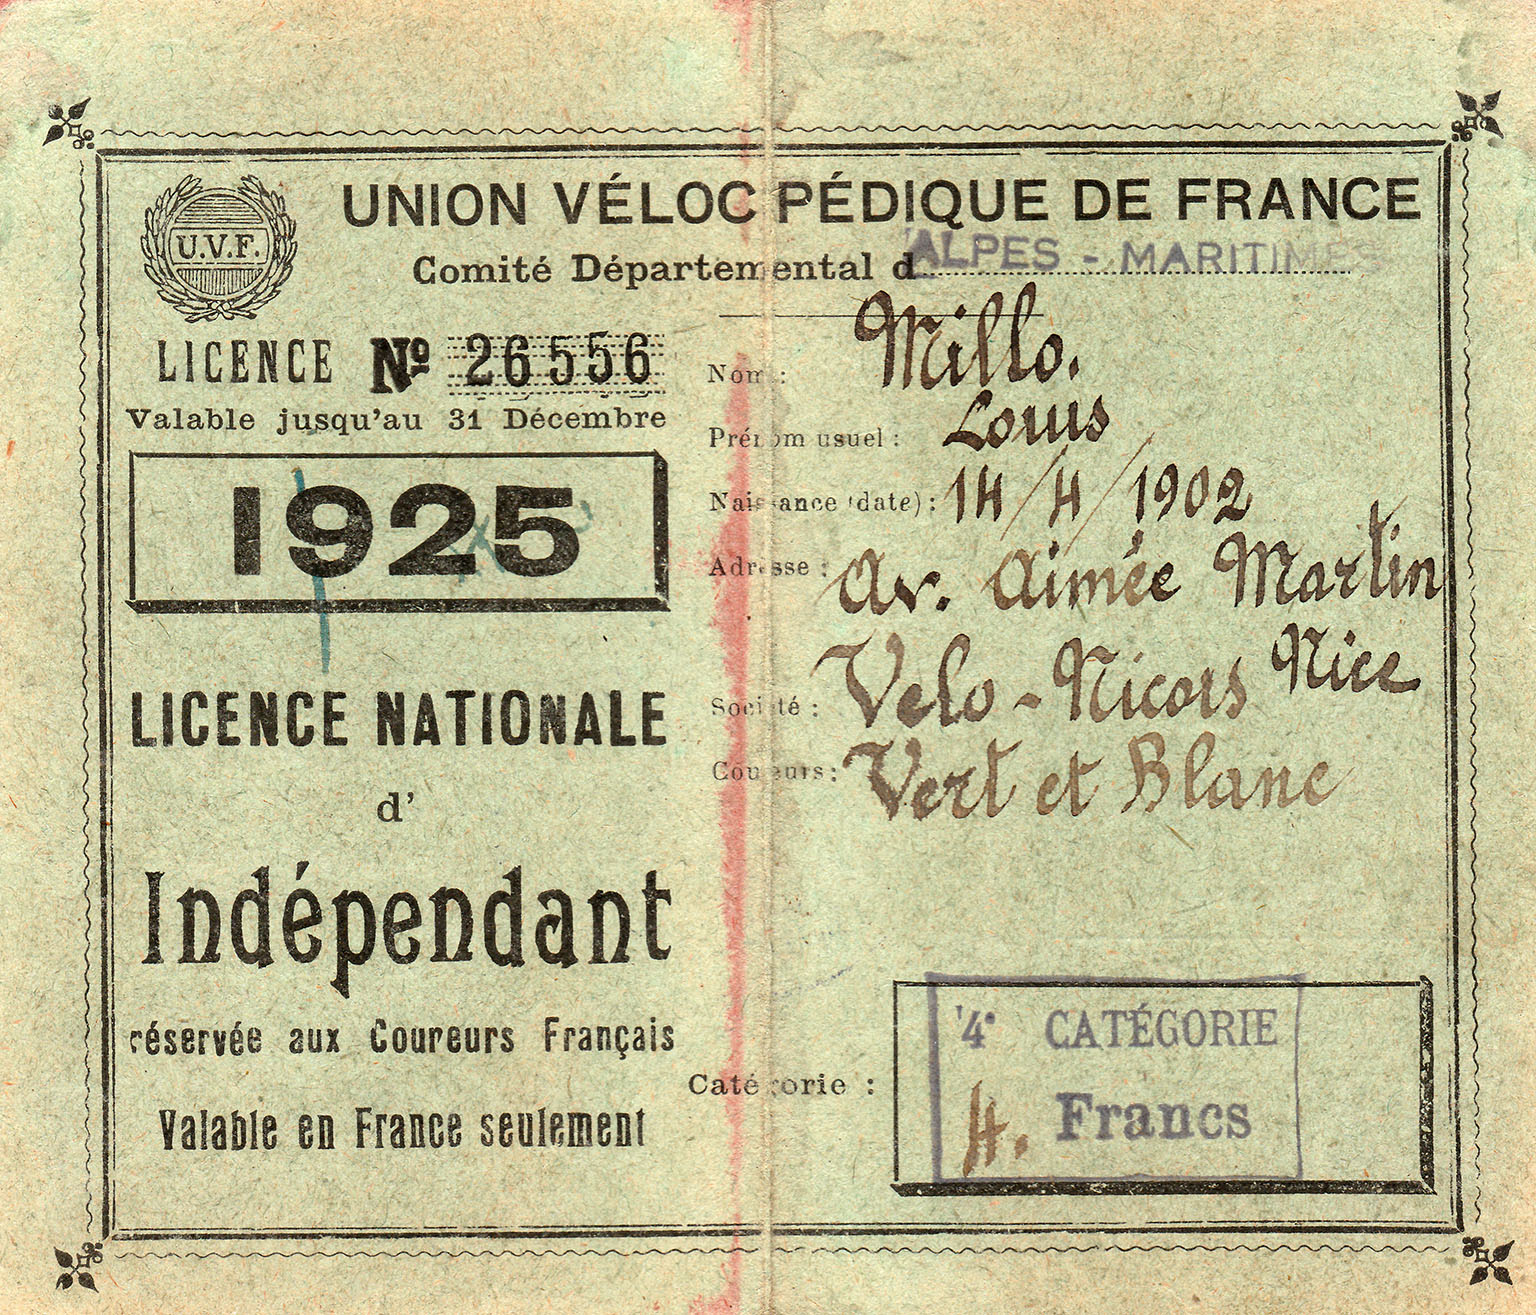 UNION VÉLOCIPÉDIQUE DE FRANCE
U.V.F.
Comité Départemental d ALPES - MARITIMES
LICENCE Nº 26556
Valable jusqu'au 31 Décembre
1925
LICENCE NATIONALE
d'
Indépendant
réservée aux Coureurs Français
Valable en France seulement
Nom : Millo.
Prénom usuel : Louis
Naissance (date) : 14/4/1902
Adresse : Av. Aimée Martin
Nice
Société : Velo-Niçois
Couleurs : Vert et Blanc
Catégorie :
4e CATÉGORIE
4. Francs